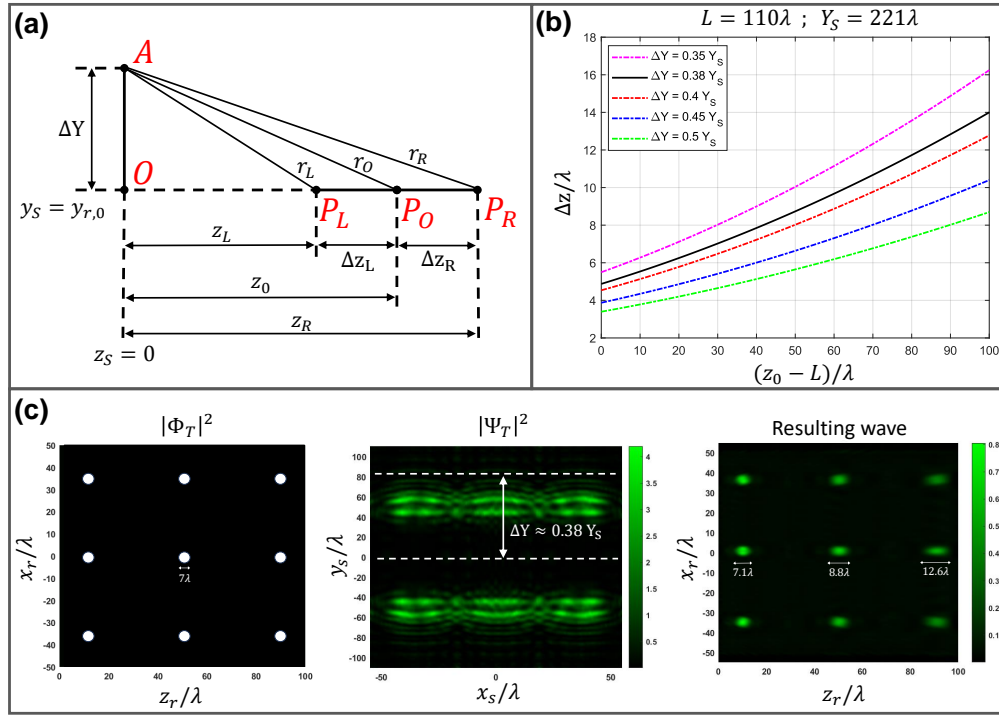 (a)
A
ΔY
r_L
r_O
r_R
O
y_S = y_{r,0}
P_L
P_O
P_R
z_L
Δz_L
Δz_R
z_0
z_R
z_S = 0
(b)
L = 110λ ; Y_S = 221λ
18
16
14
12
10
8
6
4
2
Δz/λ
ΔY = 0.35 Y_S
ΔY = 0.38 Y_S
ΔY = 0.4 Y_S
ΔY = 0.45 Y_S
ΔY = 0.5 Y_S
0 10 20 30 40 50 60 70 80 90 100
(z_0 − L)/λ
(c)
|Φ_T|²
50
40
30
20
10
0
-10
-20
-30
-40
-50
x_r/λ
7λ
0 20 40 60 80 100
z_r/λ
|Ψ_T|²
100
80
60
40
20
0
-20
-40
-60
-80
-100
y_s/λ
ΔY ≈ 0.38 Y_S
-50 0 50
x_s/λ
4
3.5
3
2.5
2
1.5
1
0.5
Resulting wave
50
40
30
20
10
0
-10
-20
-30
-40
-50
x_r/λ
7.1λ
8.8λ
12.6λ
0 20 40 60 80 100
z_r/λ
0.8
0.7
0.6
0.5
0.4
0.3
0.2
0.1